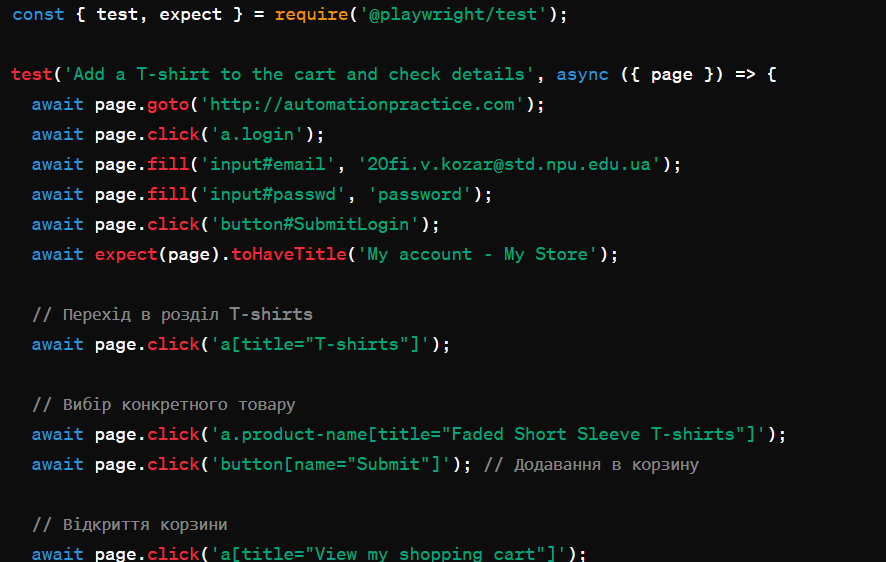 const { test, expect } = require('@playwright/test');
test('Add a T-shirt to the cart and check details', async ({ page }) => {
await page.goto('http://automationpractice.com');
await page.click('a.login');
await page.fill('input#email', '20fi.v.kozar@std.npu.edu.ua');
await page.fill('input#passwd', 'password');
await page.click('button#SubmitLogin');
await expect(page).toHaveTitle('My account - My Store');
// Перехід в розділ T-shirts
await page.click('a[title="T-shirts"]');
// Вибір конкретного товару
await page.click('a.product-name[title="Faded Short Sleeve T-shirts"]');
await page.click('button[name="Submit"]'); // Додавання в корзину
// Відкриття корзини
await page.click('a[title="View my shopping cart"]');